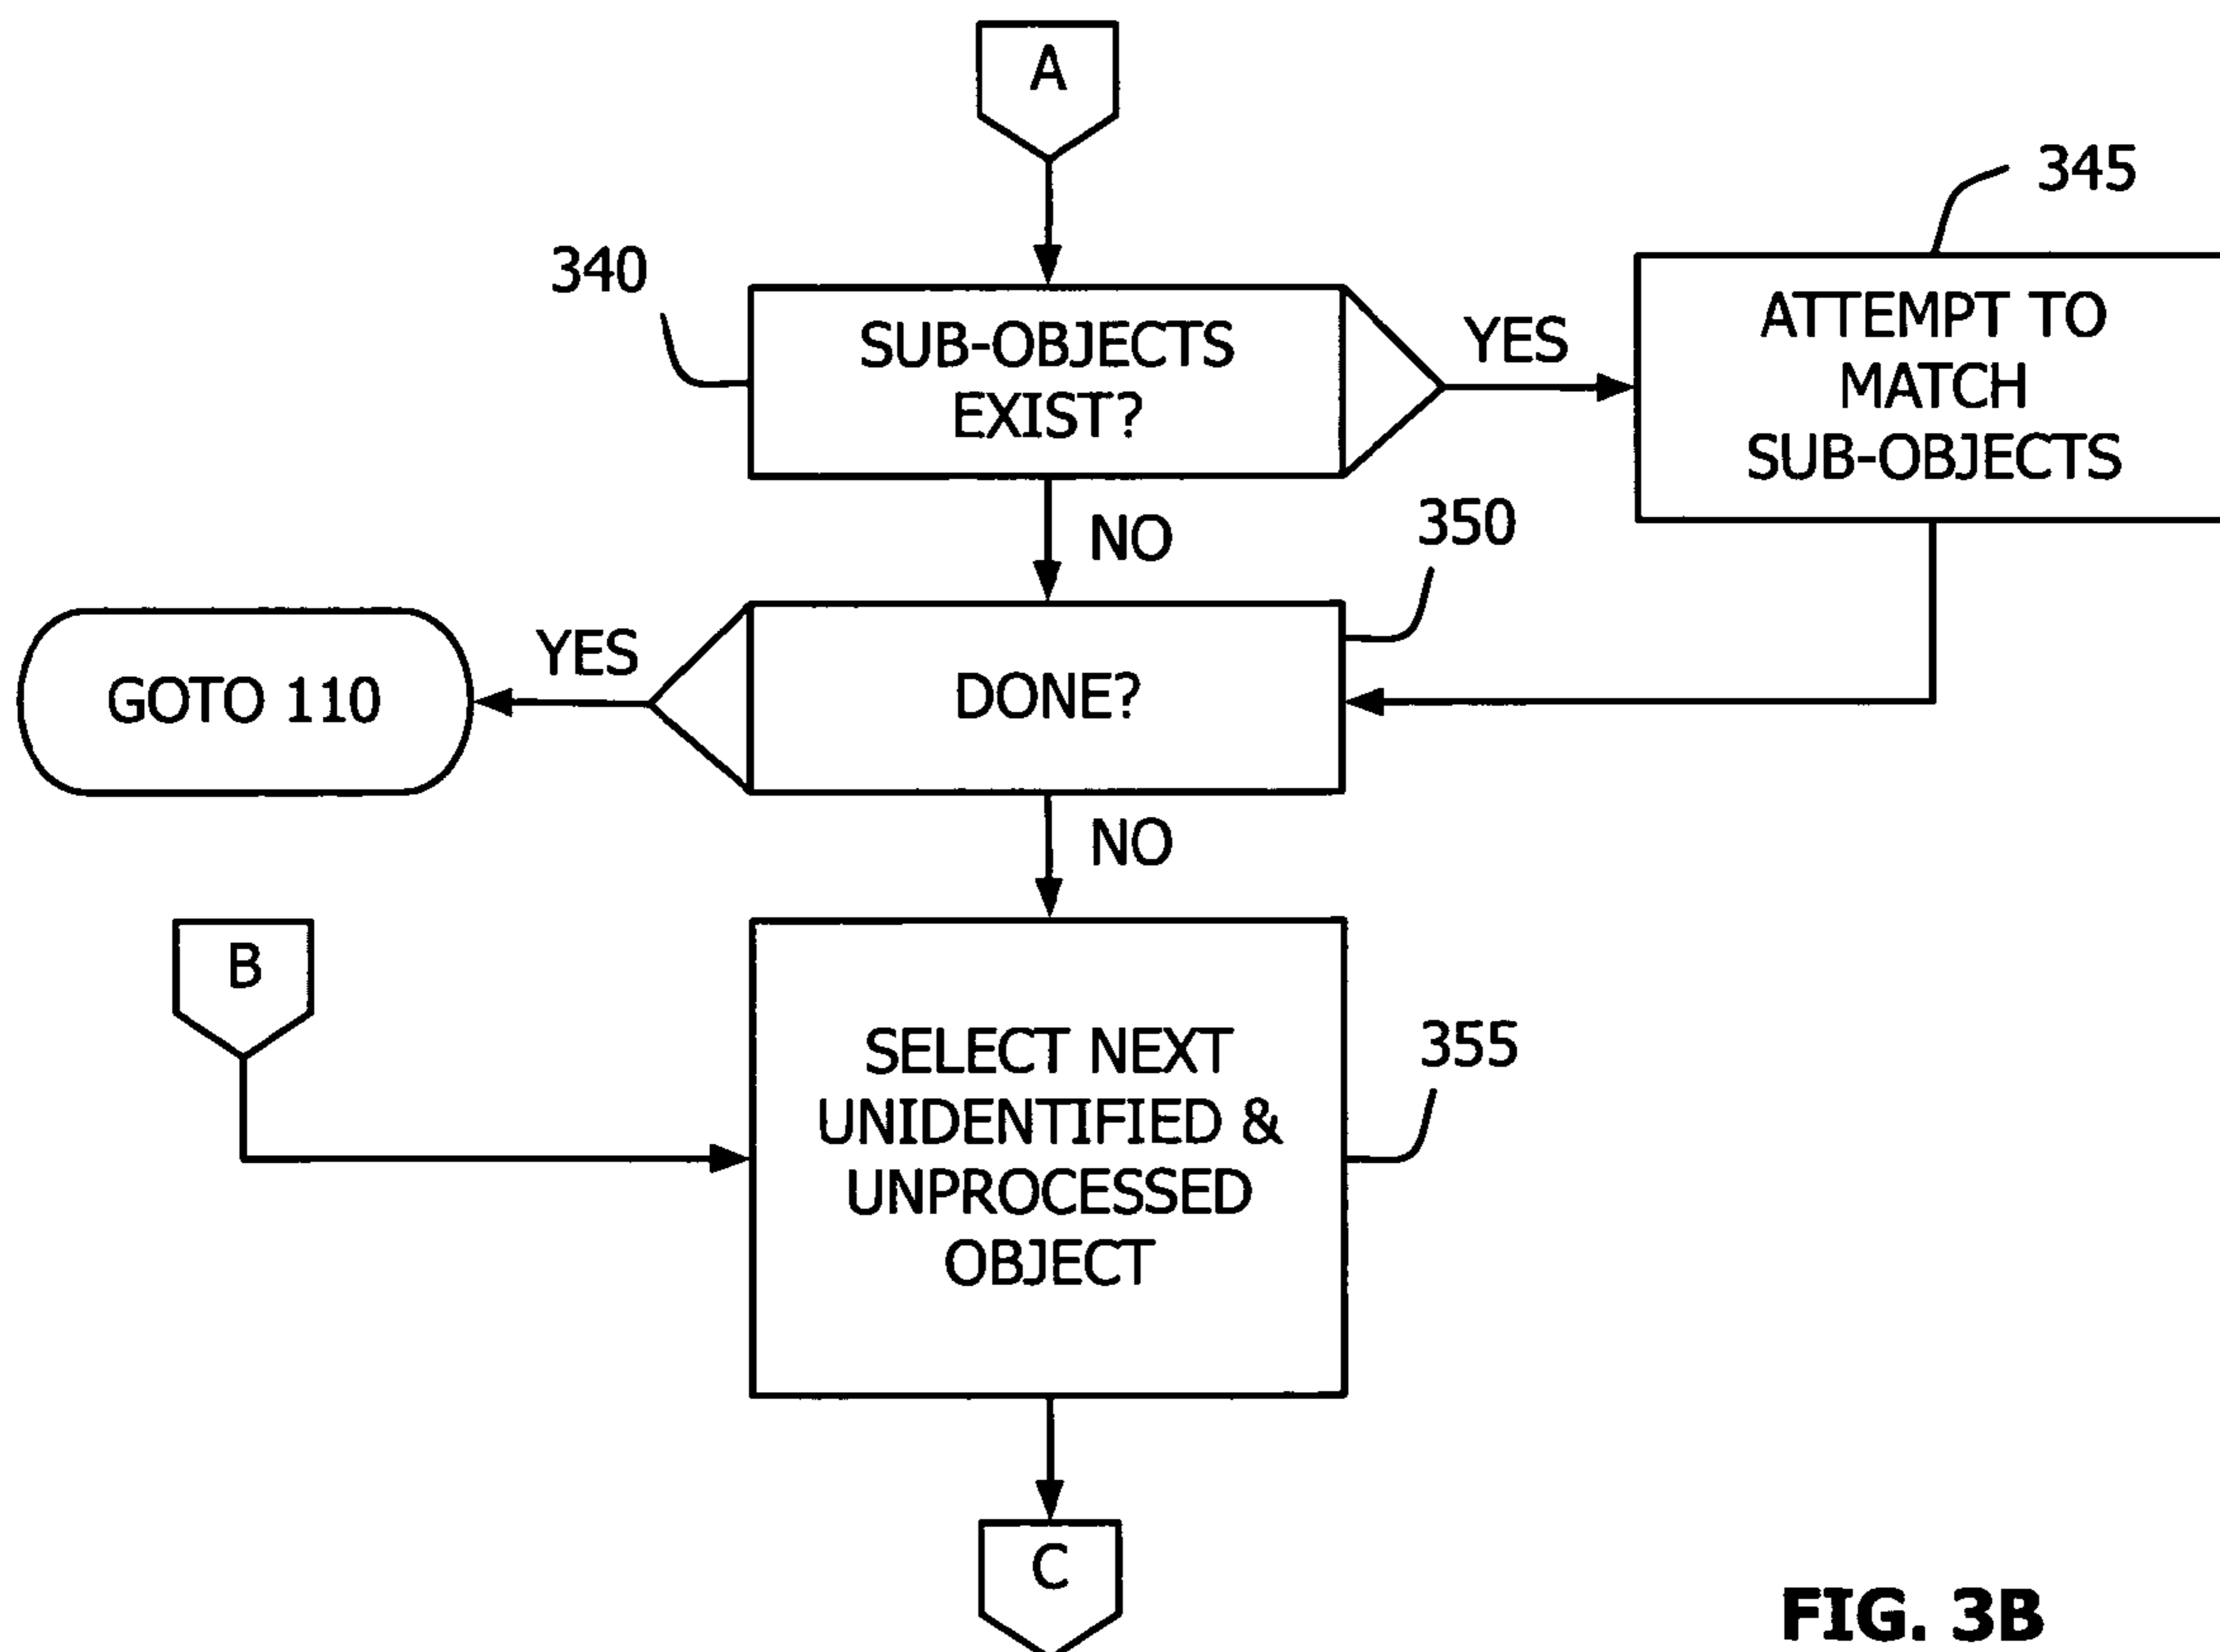 A
345
340
SUB-OBJECTS
EXIST?
YES
ATTEMPT TO
MATCH
SUB-OBJECTS
NO
350
GOTO 110
YES
DONE?
NO
B
SELECT NEXT
UNIDENTIFIED &
UNPROCESSED
OBJECT
355
C
FIG. 3B